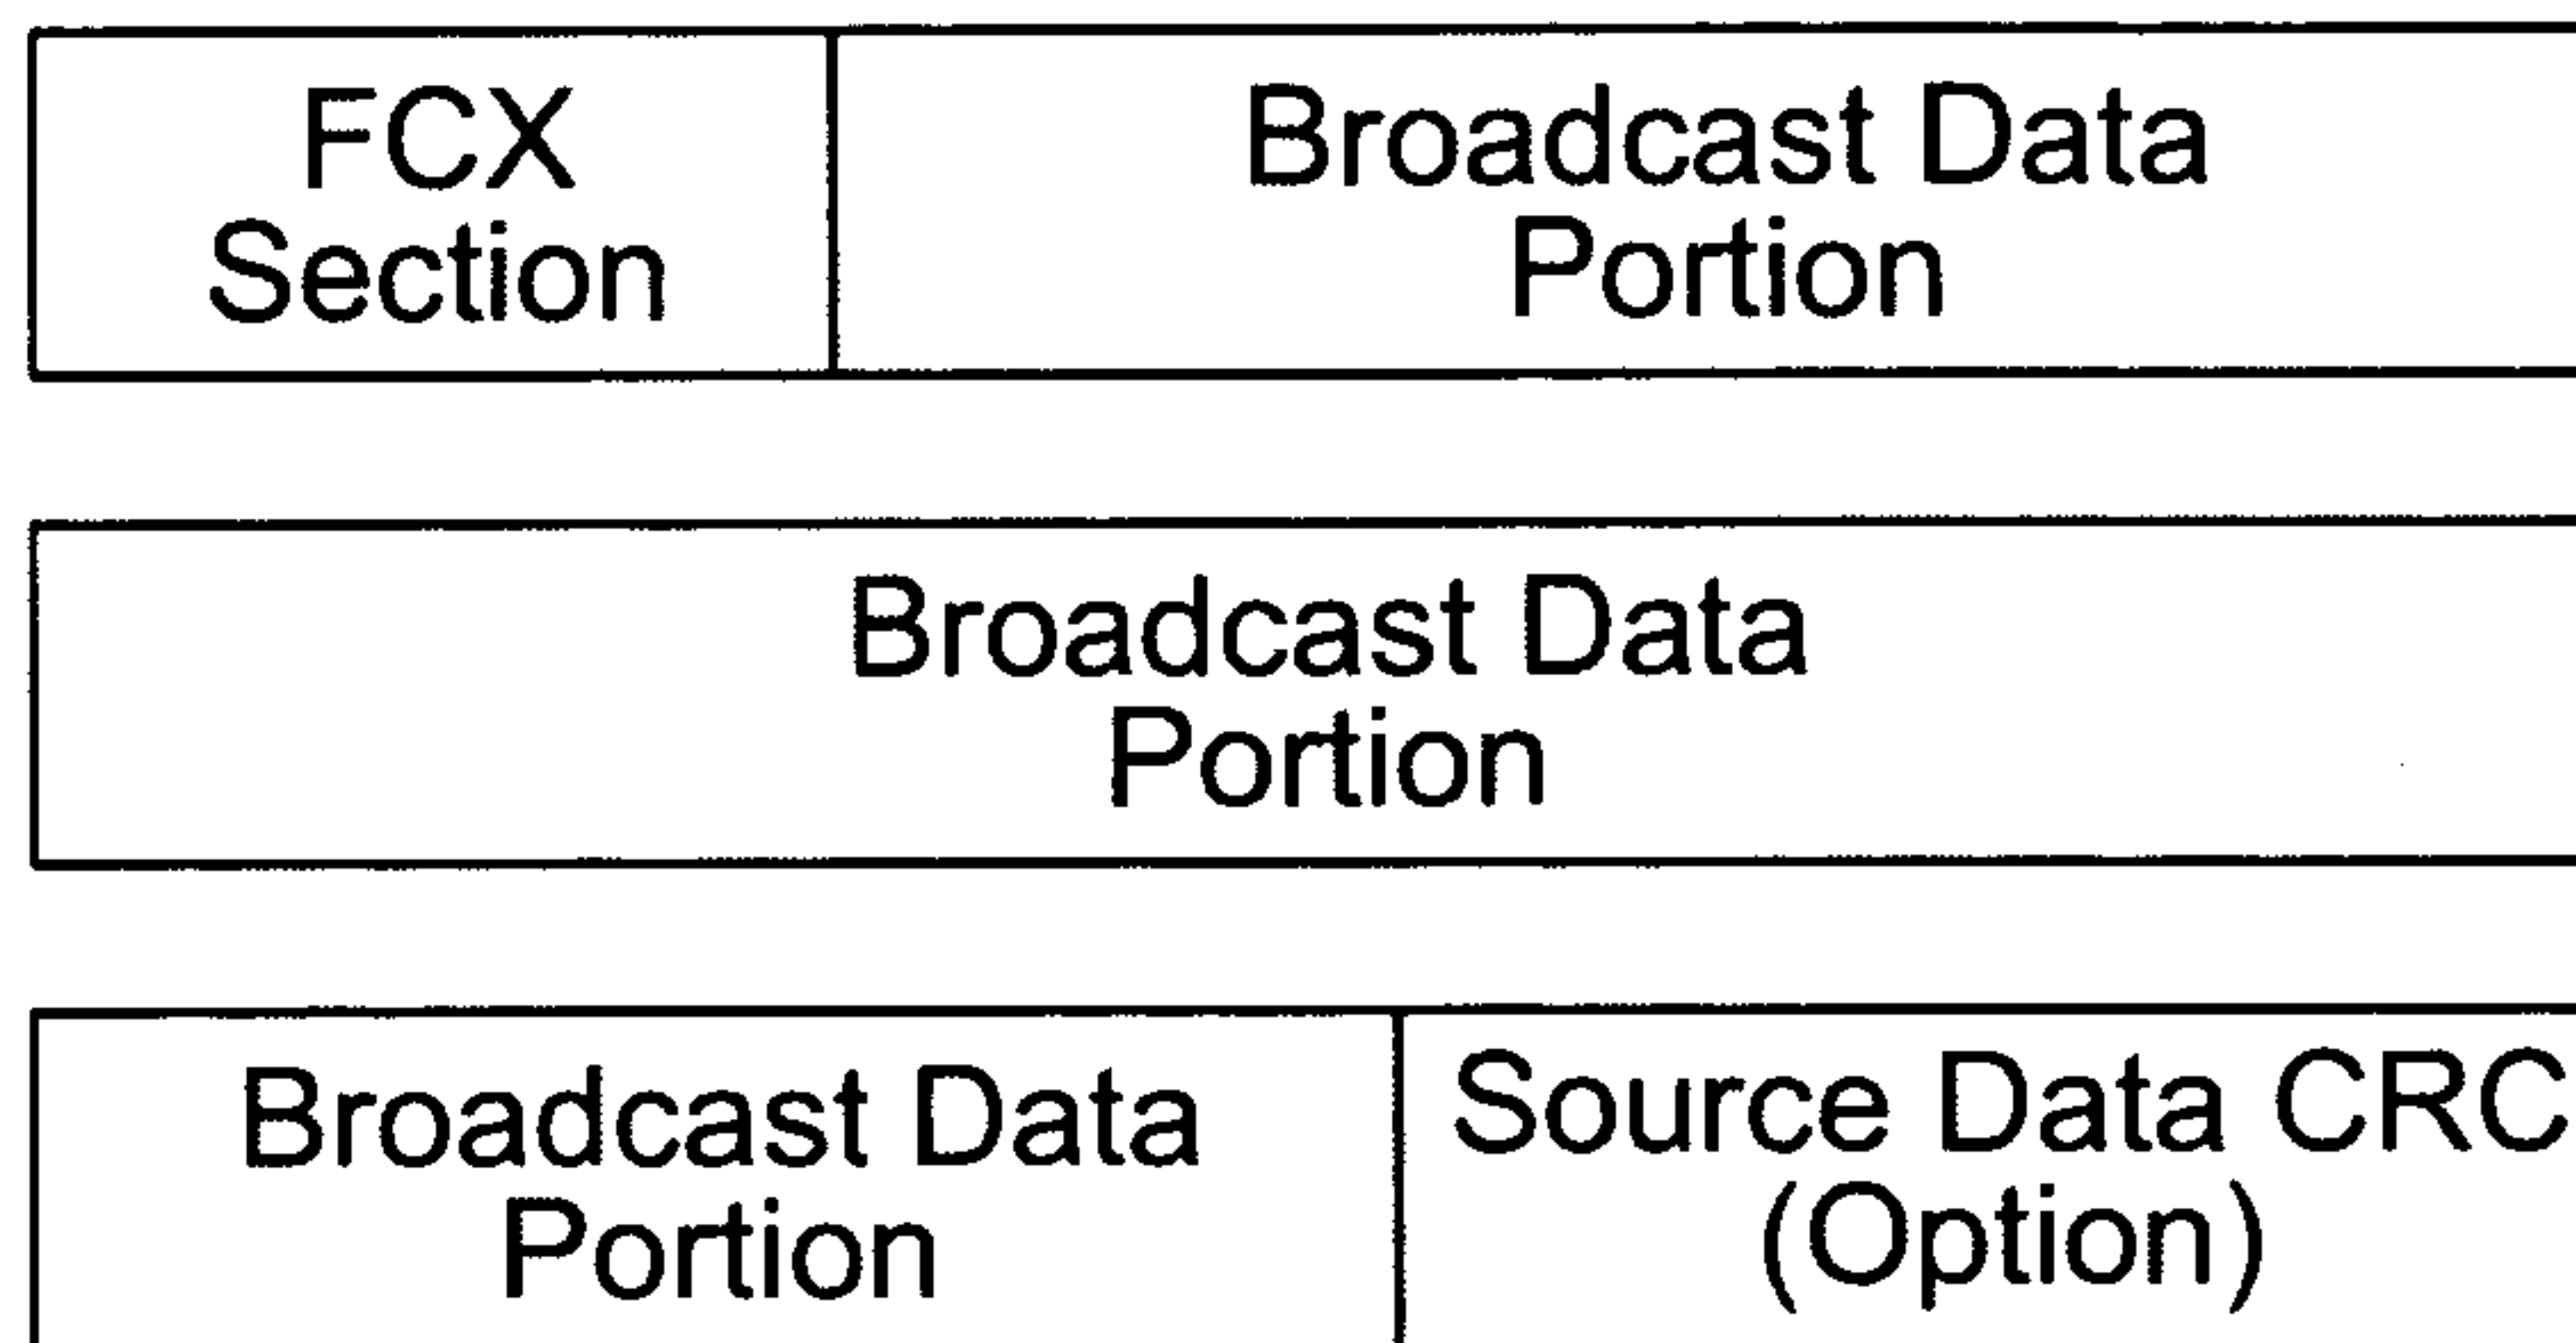 FCX
Section
Broadcast Data
Portion
Broadcast Data
Portion
Broadcast Data
Portion
Source Data CRC
(Option)